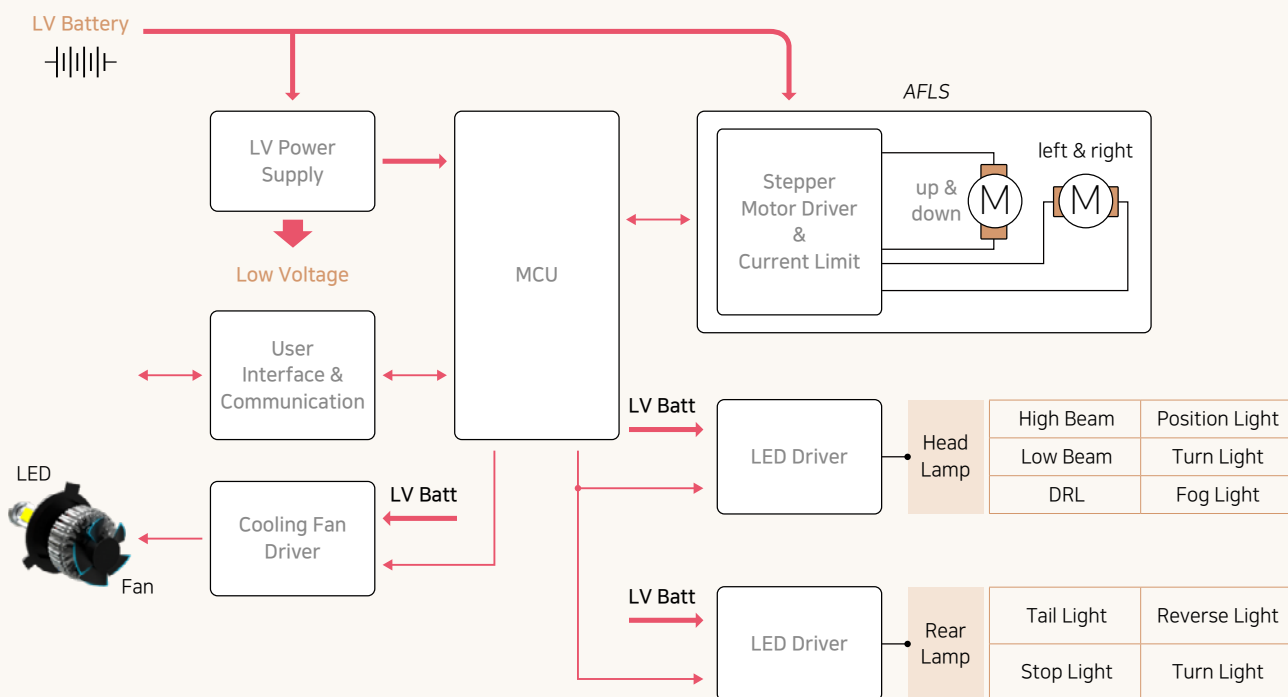 LV Battery
AFLS
LV Power
Supply
Low Voltage
MCU
Stepper
Motor Driver
&
Current Limit
up &
down
M
left & right
M
User
Interface &
Communication
LED
Fan
Cooling Fan
Driver
LV Batt
LV Batt
LED Driver
Head
Lamp
High Beam
Position Light
Low Beam
Turn Light
DRL
Fog Light
LV Batt
LED Driver
Rear
Lamp
Tail Light
Reverse Light
Stop Light
Turn Light